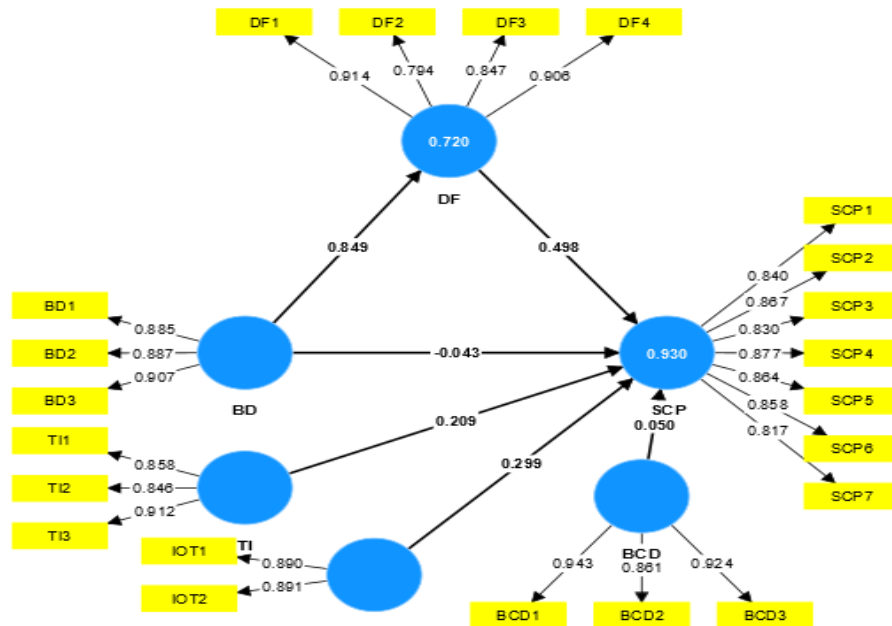 DF1 DF2 DF3 DF4
0.914 0.794 0.847 0.906
0.720
DF
0.849
0.498
BD1
BD2
BD3
0.885
0.887
0.907
BD
-0.043
TI1
TI2
TI3
0.858
0.846
0.912
TI
0.209
IOT1
IOT2
0.890
0.891
0.299
0.930
SCP
0.050
SCP1
SCP2
SCP3
SCP4
SCP5
SCP6
SCP7
0.840
0.867
0.830
0.877
0.864
0.858
0.817
BCD
0.943 0.861 0.924
BCD1 BCD2 BCD3